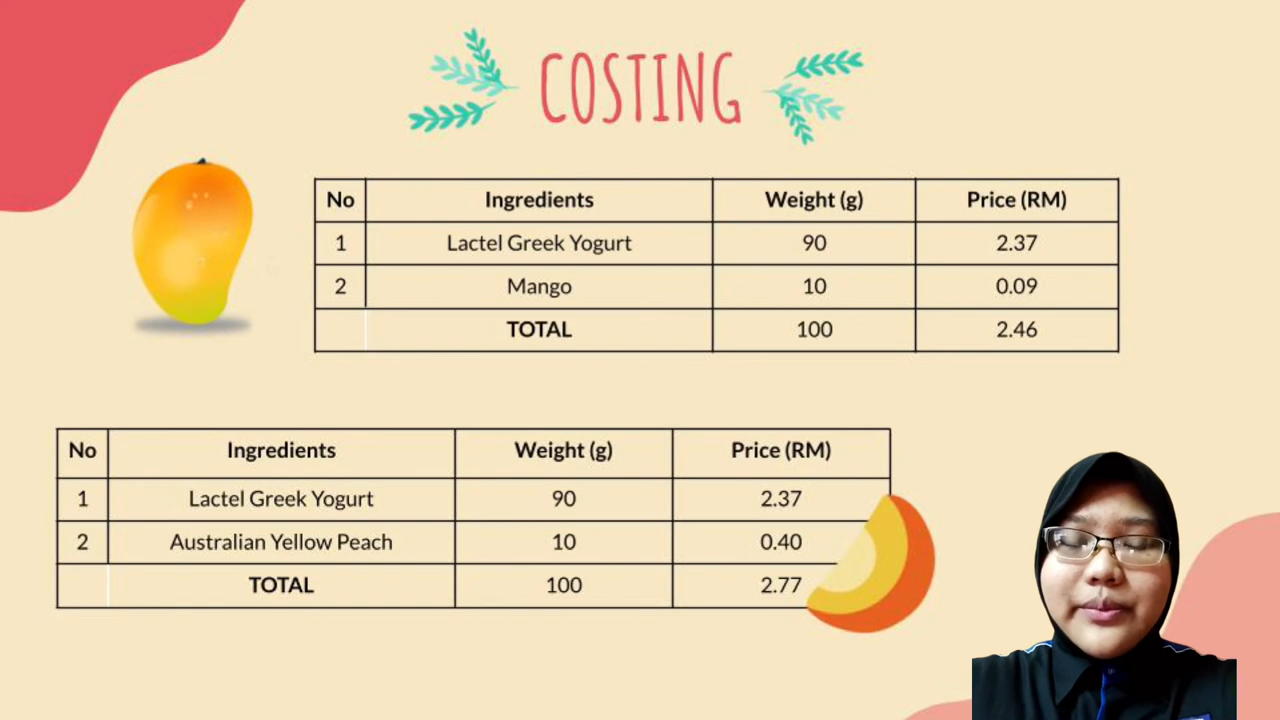 COSTING
No Ingredients Weight (g) Price (RM)
1 Lactel Greek Yogurt 90 2.37
2 Mango 10 0.09
TOTAL 100 2.46
No Ingredients Weight (g) Price (RM)
1 Lactel Greek Yogurt 90 2.37
2 Australian Yellow Peach 10 0.40
TOTAL 100 2.77